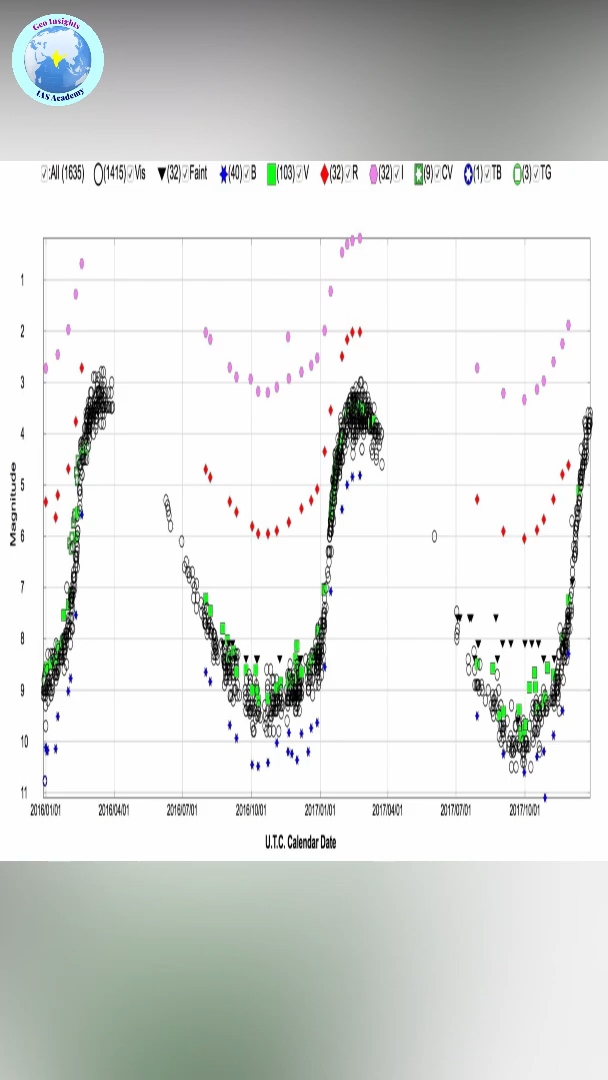 Geo Insights
IAS Academy
:All (1635) (1415) Vis (32) Faint (40) B (103) V (32) R (32) I (9) CV (1) TB (3) TG
1
2
3
4
5
6
7
8
9
10
11
Magnitude
2016/01/01 2016/04/01 2016/07/01 2016/10/01 2017/01/01 2017/04/01 2017/07/01 2017/10/01
U.T.C. Calendar Date